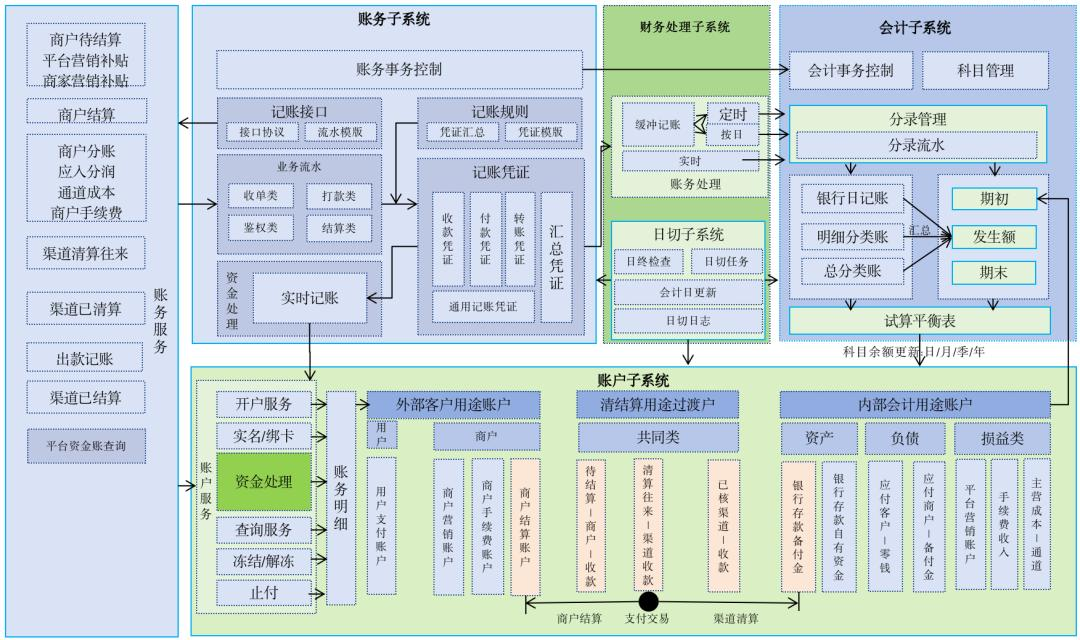 商户待结算
平台营销补贴
商家营销补贴
商户结算
商户分账
应入分润
通道成本
商户手续费
渠道清算往来
渠道已清算
出款记账
渠道已结算
平台资金账查询
账务服务
账务子系统
账务事务控制
记账接口
接口协议
流水模版
记账规则
凭证汇总
凭证模版
业务流水
收单类
打款类
鉴权类
结算类
记账凭证
收款凭证
付款凭证
转账凭证
汇总凭证
通用记账凭证
资金处理
实时记账
财务处理子系统
缓冲记账
定时
按日
实时
账务处理
日切子系统
日终检查
日切任务
会计日更新
日切日志
会计子系统
会计事务控制
科目管理
分录管理
分录流水
银行日记账
明细分类账
总分类账
汇总
期初
发生额
期末
试算平衡表
科目余额更新:日/月/季/年
账户子系统
账户服务
开户服务
实名/绑卡
资金处理
查询服务
冻结/解冻
止付
账务明细
外部客户用途账户
用户
商户
用户支付账户
商户营销账户
商户手续费账户
商户结算账户
清结算用途过渡户
共同类
待结算–商户–收款
清算往来–渠道收款
已核渠道–收款
内部会计用途账户
资产
负债
损益类
银行存款备付金
银行存款自有资金
应付客户–零钱
应付商户–备付金
平台营销账户
手续费收入
主营成本–通道
商户结算
支付交易
渠道清算